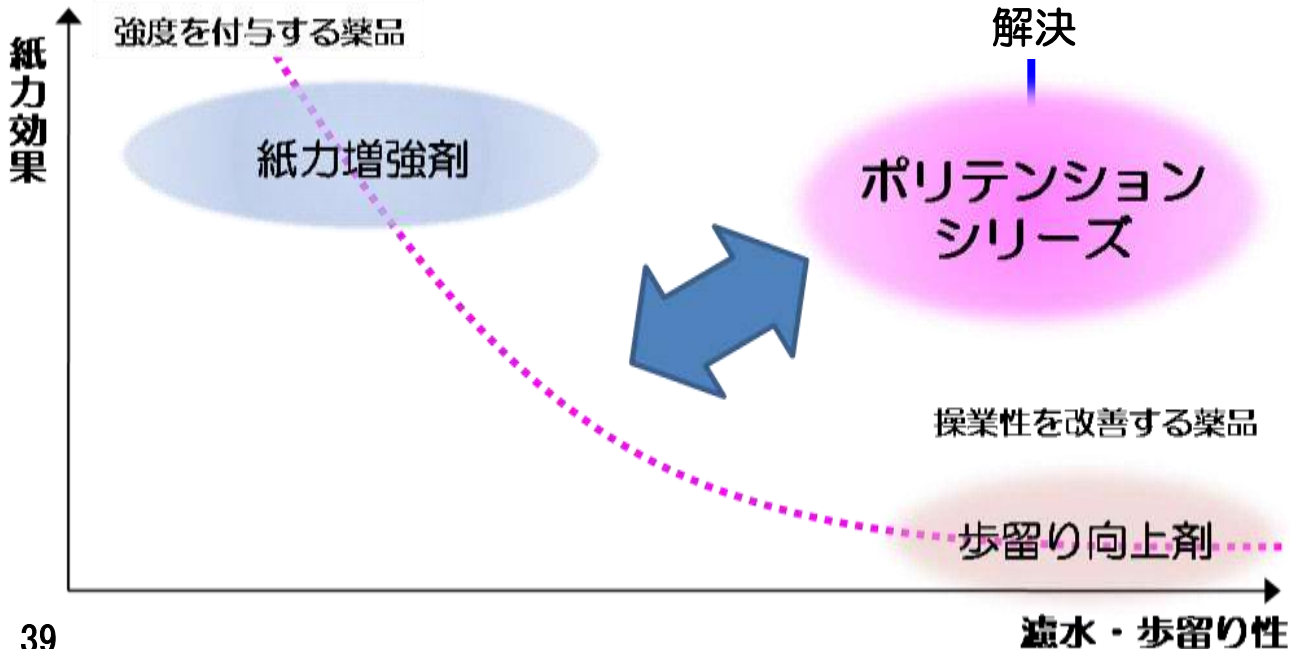 強度を付与する薬品
解決
紙力効果
紙力増強剤
ポリテンション
シリーズ
操業性を改善する薬品
歩留り向上剤
濾水・歩留り性
39